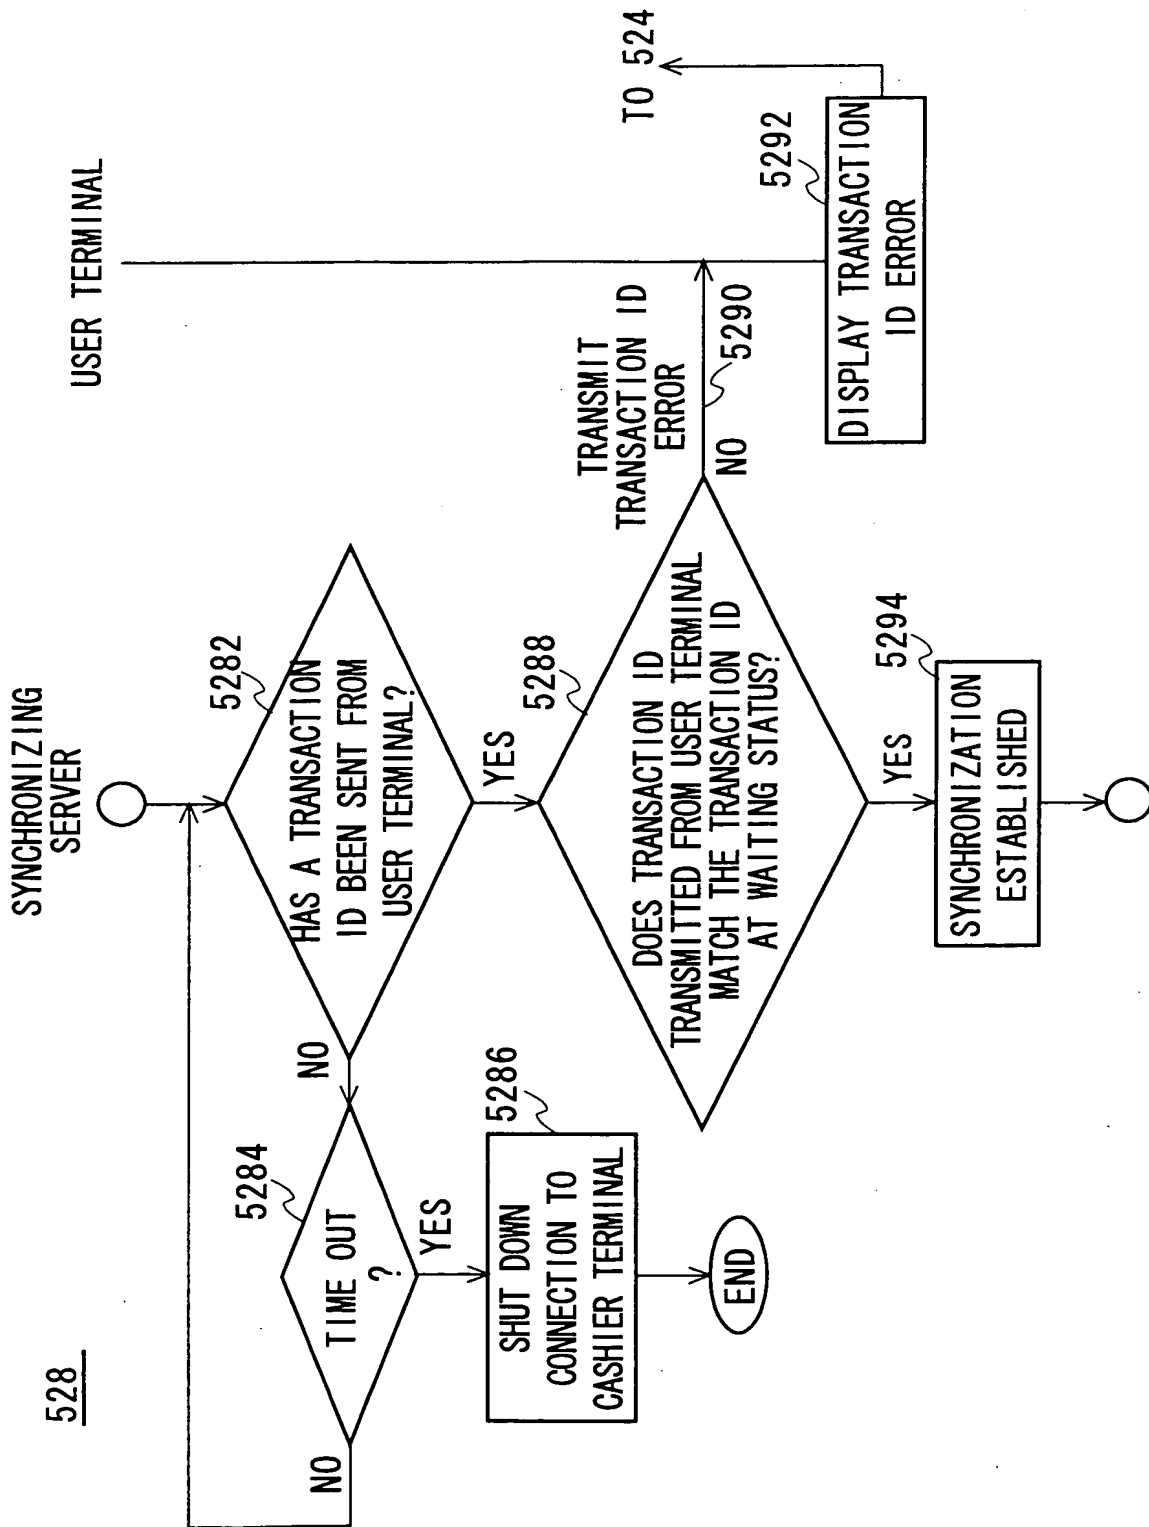 528
SYNCHRONIZING
SERVER
USER TERMINAL
5282
HAS A TRANSACTION
ID BEEN SENT FROM
USER TERMINAL?
NO
YES
5284
TIME OUT
?
NO
YES
5286
SHUT DOWN
CONNECTION TO
CASHIER TERMINAL
END
5288
DOES TRANSACTION ID
TRANSMITTED FROM USER TERMINAL
MATCH THE TRANSACTION ID
AT WAITING STATUS?
NO
YES
TRANSMIT
TRANSACTION ID
ERROR
5290
5292
DISPLAY TRANSACTION
ID ERROR
TO 524
5294
SYNCHRONIZATION
ESTABLISHED